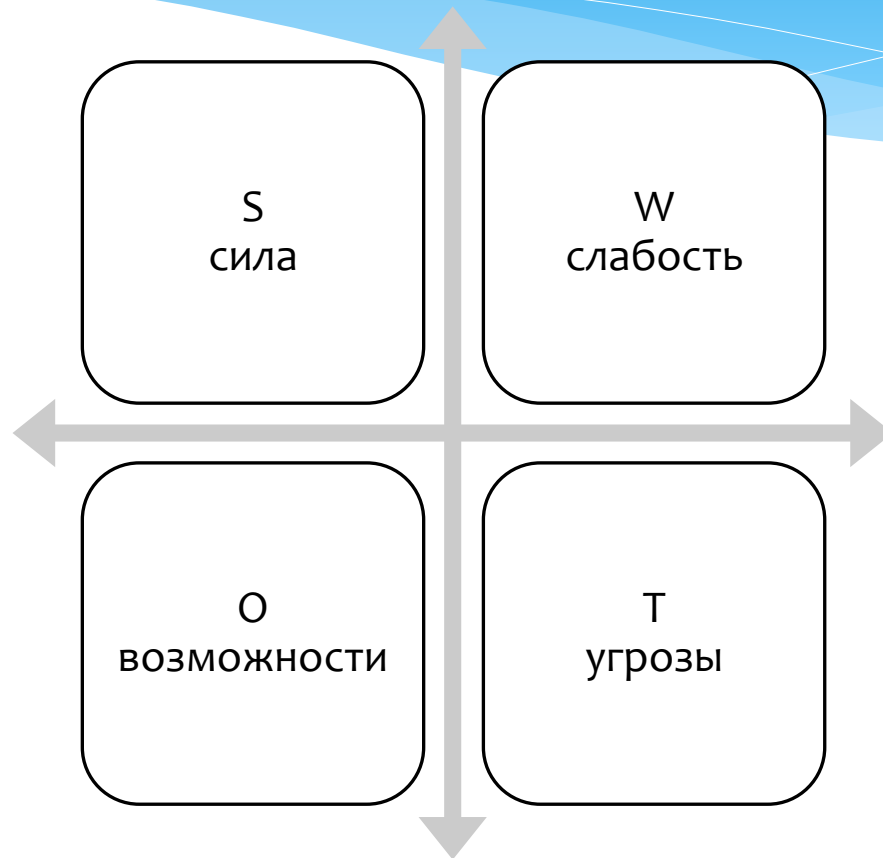 S
сила
W
слабость
O
возможности
T
угрозы